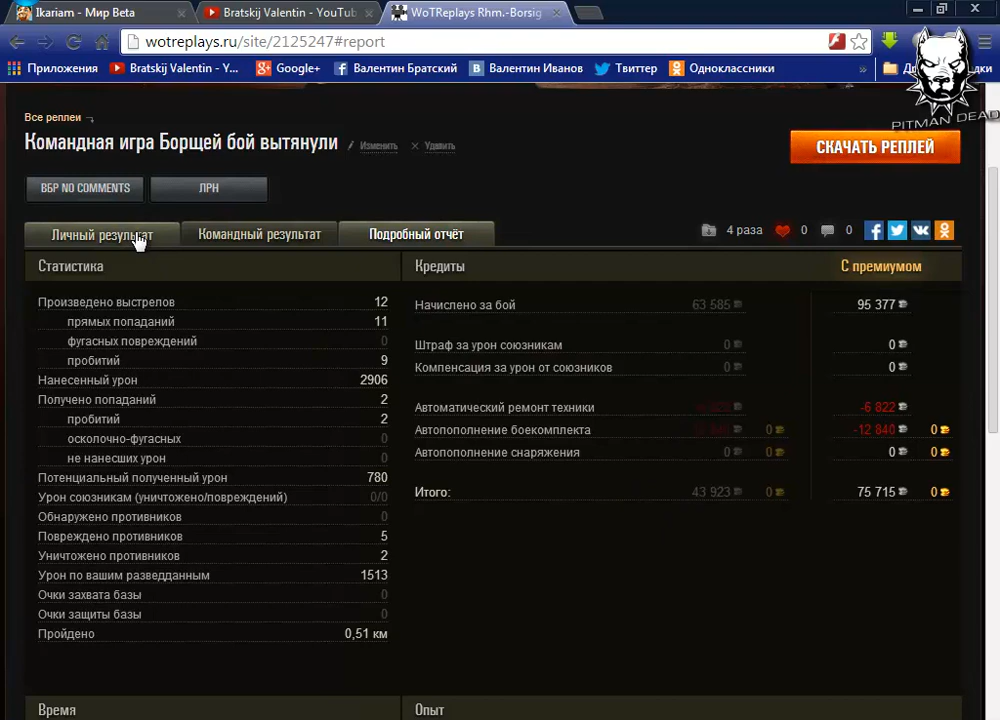 Ikariam - Мир Beta
Bratskij Valentin - YouTub
WoTReplays Rhm.-Borsig
wotreplays.ru/site/2125247#report
Приложения
Bratskij Valentin - Y...
Google+
Валентин Братский
Валентин Иванов
Твиттер
Одноклассники
»
PITMAN DEAD
Все реплеи
Командная игра Борщей бой вытянули
Изменить
Удалить
СКАЧАТЬ РЕПЛЕЙ
ВБР NO COMMENTS
ЛРН
Личный результат
Командный результат
Подробный отчёт
4 раза
0
0
Статистика
Кредиты
С премиумом
Произведено выстрелов 12
прямых попаданий 11
фугасных повреждений 0
пробитий 9
Нанесенный урон 2906
Получено попаданий 2
пробитий 2
осколочно-фугасных 0
не нанесших урон 0
Потенциальный полученный урон 780
Урон союзникам (уничтожено/повреждений) 0/0
Обнаружено противников 0
Повреждено противников 5
Уничтожено противников 2
Урон по вашим разведданным 1513
Очки захвата базы 0
Очки защиты базы 0
Пройдено 0,51 км
Начислено за бой 63 585 95 377
Штраф за урон союзникам 0 0
Компенсация за урон от союзников 0 0
Автоматический ремонт техники -6 822
Автопополнение боекомплекта 0 -12 840 0
Автопополнение снаряжения 0 0 0 0
Итого: 43 923 0 75 715 0
Время
Опыт